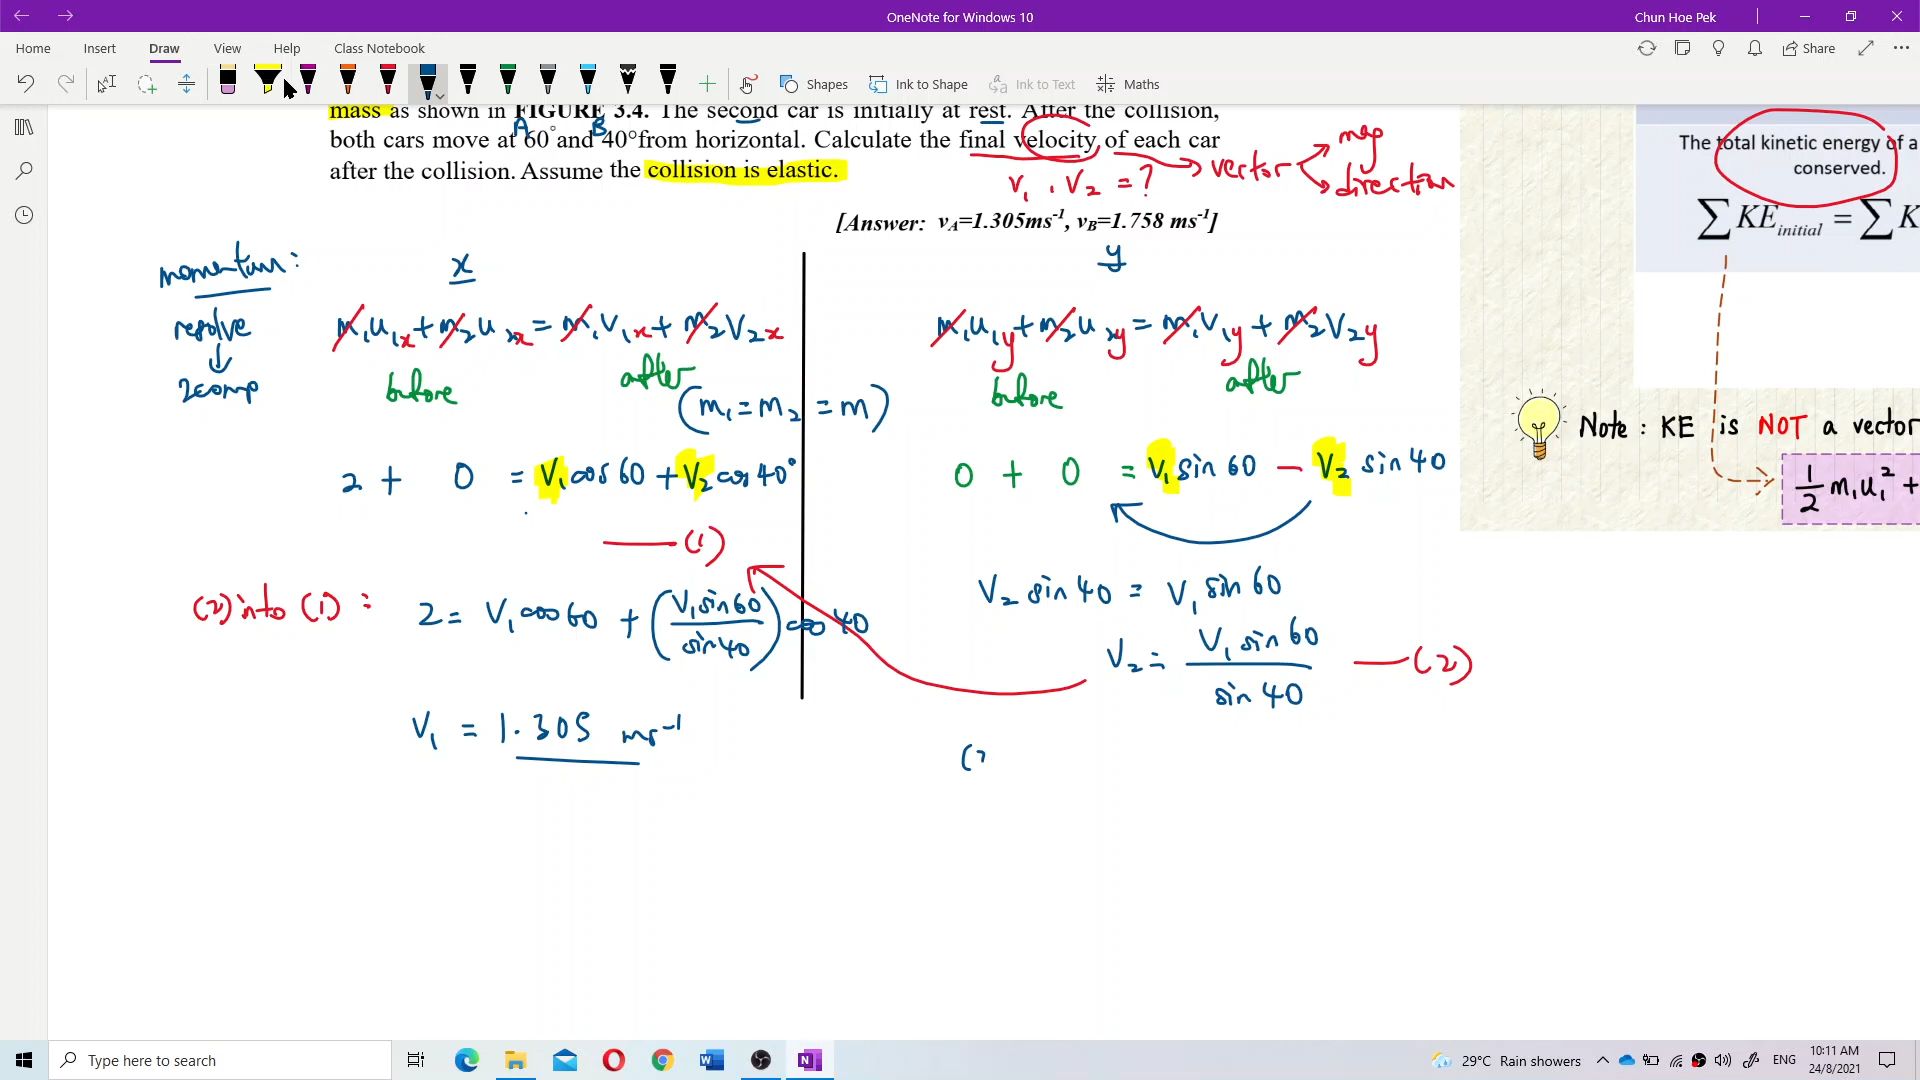 OneNote for Windows 10
Chun Hoe Pek
Home Insert Draw View Help Class Notebook
Share
Shapes Ink to Shape Ink to Text Maths
mass as shown in FIGURE 3.4. The second car is initially at rest. After the collision,
A B
both cars move at 60° and 40° from horizontal. Calculate the final velocity of each car
after the collision. Assume the collision is elastic.
v₁, v₂ = ?
vector
mag
direction
[Answer: vA=1.305ms⁻¹, vB=1.758 ms⁻¹]
The total kinetic energy of a
conserved.
∑KEinitial = ∑K
momentum:
resolve
↓
2comp
x
m₁u₁x + m₂u₂x = m₁v₁x + m₂v₂x
before after
(m₁ = m₂ = m)
2 + 0 = v₁ cos 60 + v₂ cos 40°
(1)
y
m₁u₁y + m₂u₂y = m₁v₁y + m₂v₂y
before after
0 + 0 = v₁ sin 60 − v₂ sin 40
v₂ sin 40 = v₁ sin 60
v₂ = v₁ sin 60 / sin 40 —(2)
(2) into (1) : 2 = v₁ cos 60 + (v₁ sin 60 / sin 40) cos 40
v₁ = 1.305 ms⁻¹
Note : KE is NOT a vector
1/2 m₁u₁² +
Type here to search
29°C Rain showers
ENG
10:11 AM
24/8/2021